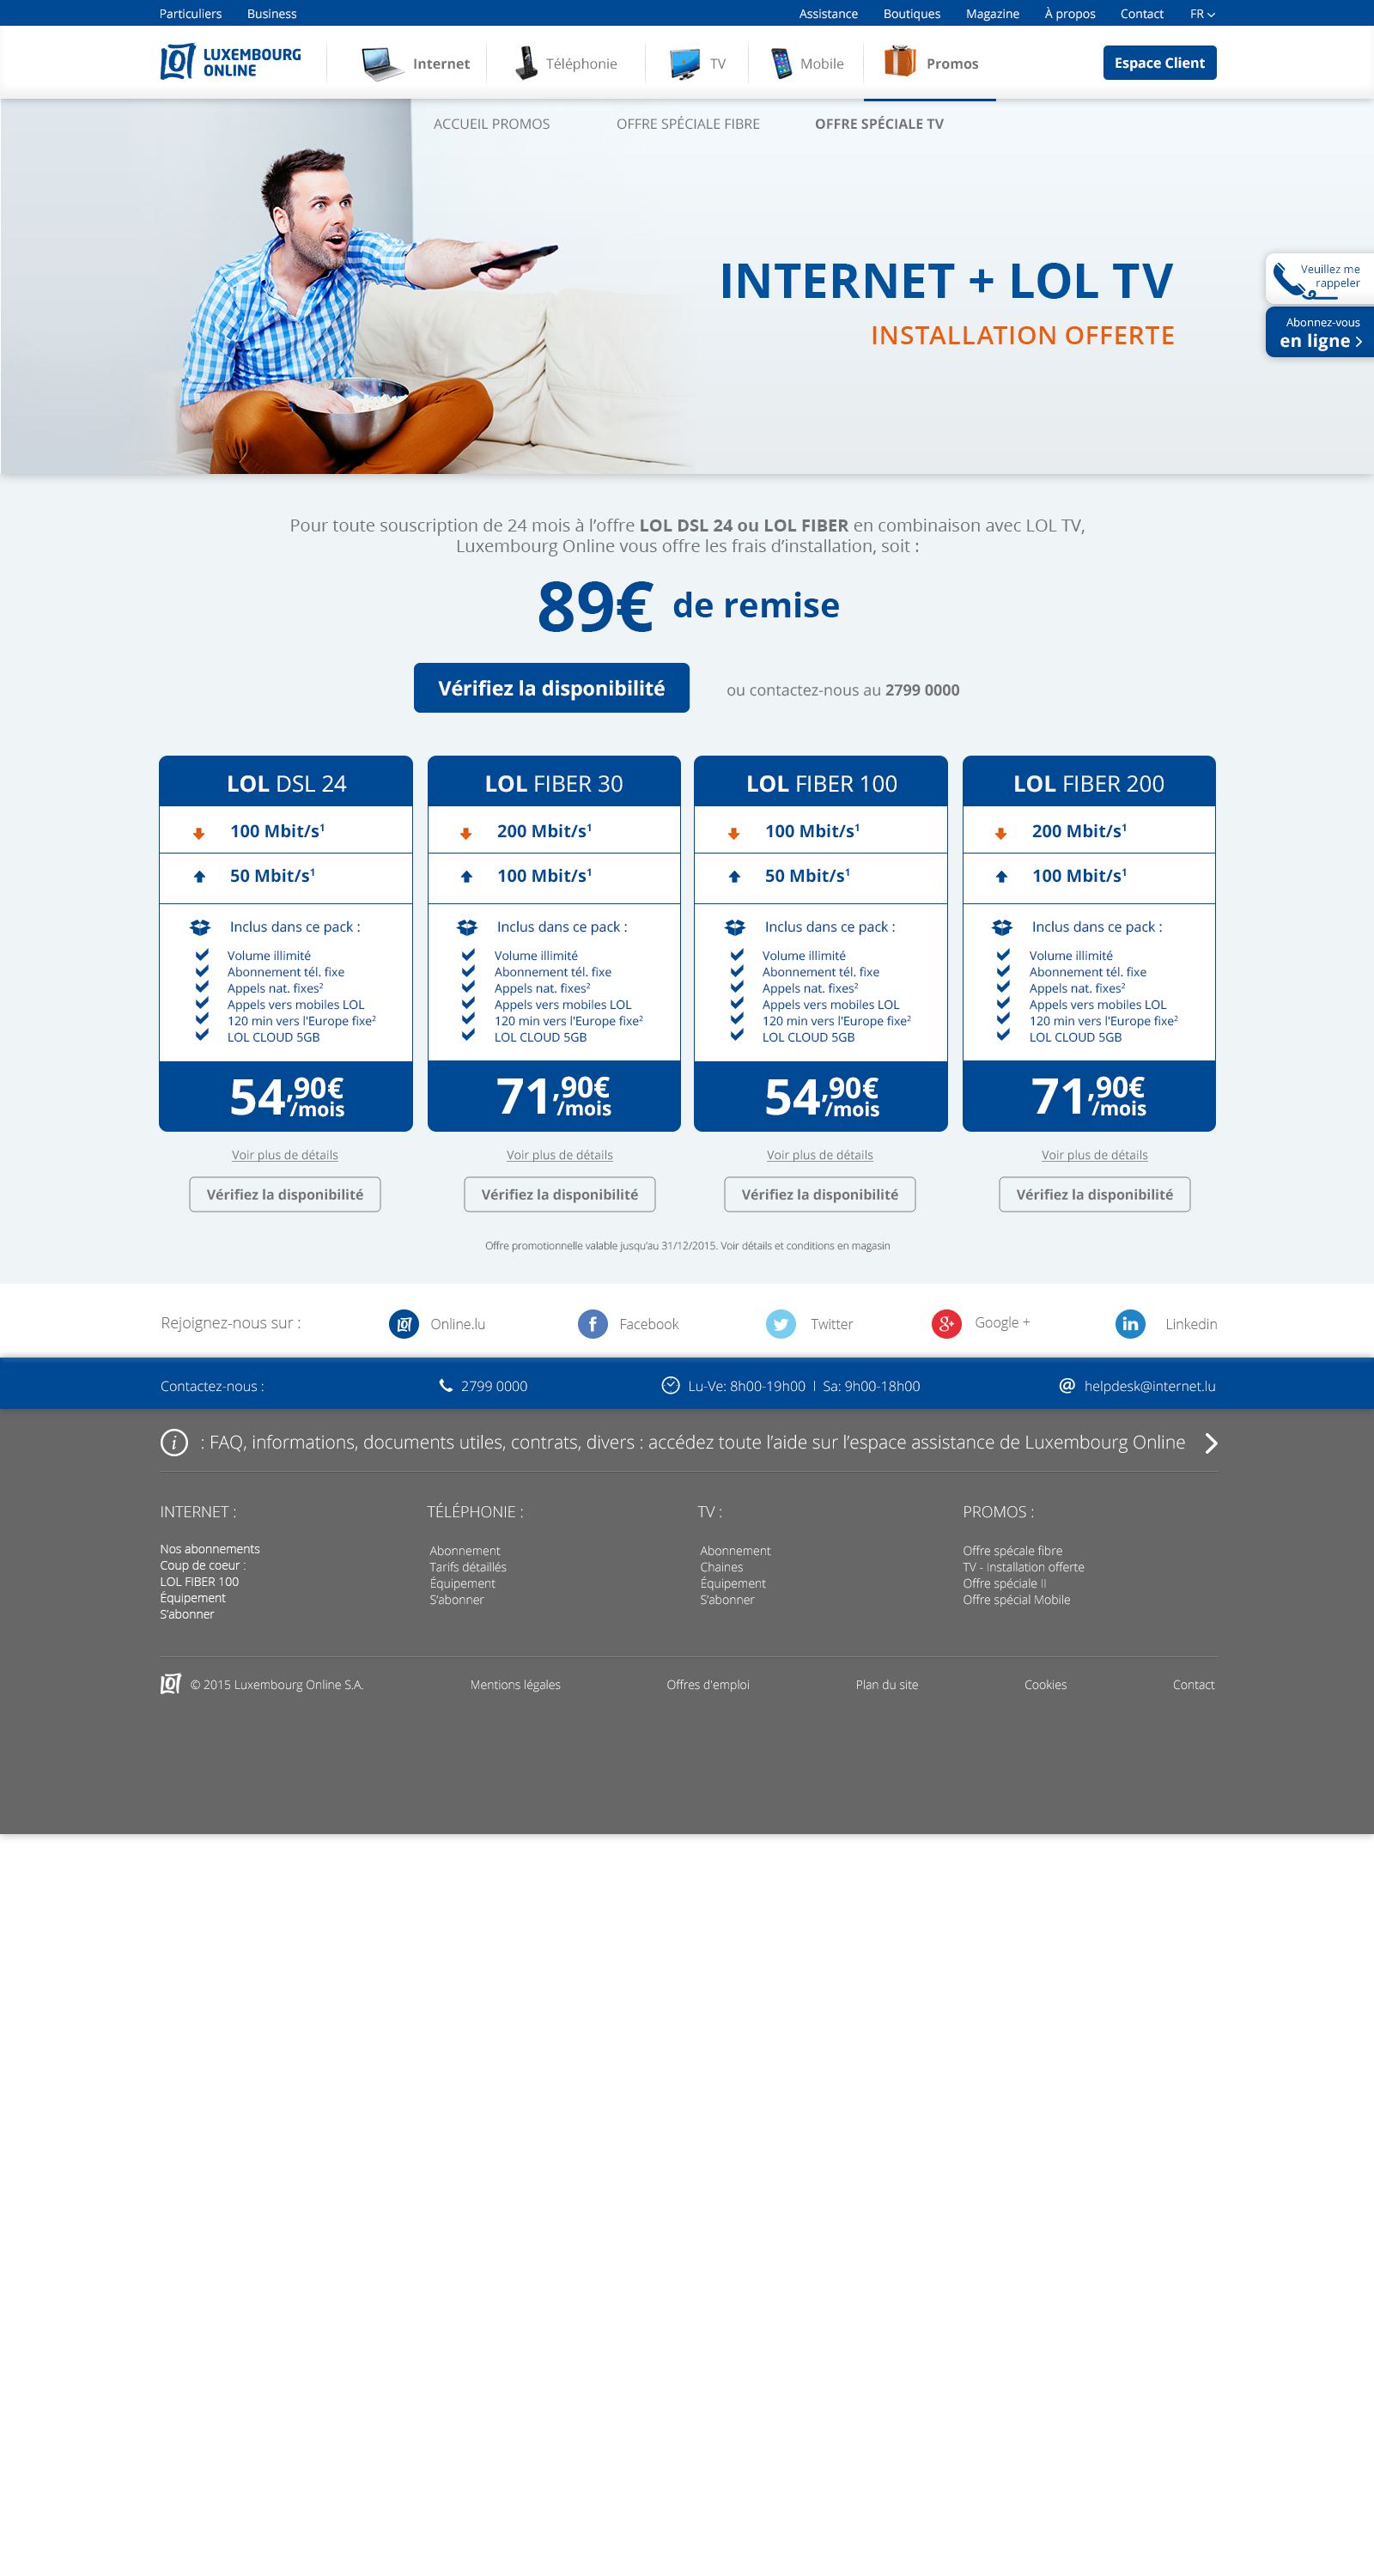 Particuliers Business Assistance Boutiques Magazine À propos Contact FR
LUXEMBOURG
ONLINE
Internet Téléphonie TV Mobile Promos Espace Client
ACCUEIL PROMOS OFFRE SPÉCIALE FIBRE OFFRE SPÉCIALE TV
INTERNET + LOL TV
INSTALLATION OFFERTE
Veuillez me
rappeler
Abonnez-vous
en ligne
Pour toute souscription de 24 mois à l’offre LOL DSL 24 ou LOL FIBER en combinaison avec LOL TV,
Luxembourg Online vous offre les frais d’installation, soit :
89€ de remise
Vérifiez la disponibilité ou contactez-nous au 2799 0000
LOL DSL 24
100 Mbit/s¹
50 Mbit/s¹
Inclus dans ce pack :
Volume illimité
Abonnement tél. fixe
Appels nat. fixes²
Appels vers mobiles LOL
120 min vers l'Europe fixe²
LOL CLOUD 5GB
54,90€
/mois
Voir plus de détails
Vérifiez la disponibilité
LOL FIBER 30
200 Mbit/s¹
100 Mbit/s¹
Inclus dans ce pack :
Volume illimité
Abonnement tél. fixe
Appels nat. fixes²
Appels vers mobiles LOL
120 min vers l'Europe fixe²
LOL CLOUD 5GB
71,90€
/mois
Voir plus de détails
Vérifiez la disponibilité
LOL FIBER 100
100 Mbit/s¹
50 Mbit/s¹
Inclus dans ce pack :
Volume illimité
Abonnement tél. fixe
Appels nat. fixes²
Appels vers mobiles LOL
120 min vers l'Europe fixe²
LOL CLOUD 5GB
54,90€
/mois
Voir plus de détails
Vérifiez la disponibilité
LOL FIBER 200
200 Mbit/s¹
100 Mbit/s¹
Inclus dans ce pack :
Volume illimité
Abonnement tél. fixe
Appels nat. fixes²
Appels vers mobiles LOL
120 min vers l'Europe fixe²
LOL CLOUD 5GB
71,90€
/mois
Voir plus de détails
Vérifiez la disponibilité
Offre promotionnelle valable jusqu'au 31/12/2015. Voir détails et conditions en magasin
Rejoignez-nous sur : Online.lu Facebook Twitter Google + Linkedin
Contactez-nous : 2799 0000 Lu-Ve: 8h00-19h00 | Sa: 9h00-18h00 @ helpdesk@internet.lu
i : FAQ, informations, documents utiles, contrats, divers : accédez toute l’aide sur l’espace assistance de Luxembourg Online
INTERNET :
Nos abonnements
Coup de coeur :
LOL FIBER 100
Équipement
S’abonner
TÉLÉPHONIE :
Abonnement
Tarifs détaillés
Équipement
S’abonner
TV :
Abonnement
Chaines
Équipement
S’abonner
PROMOS :
Offre spécale fibre
TV - Installation offerte
Offre spéciale II
Offre spécial Mobile
© 2015 Luxembourg Online S.A. Mentions légales Offres d'emploi Plan du site Cookies Contact